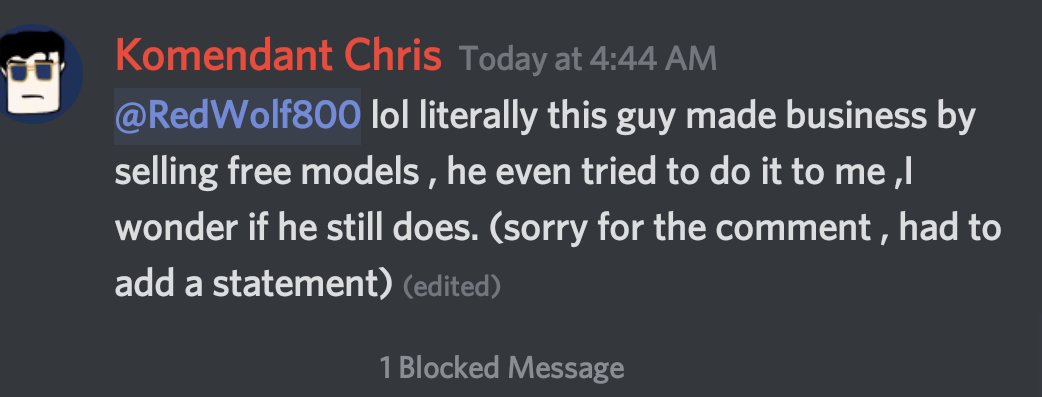 Komendant Chris Today at 4:44 AM
@RedWolf800 lol literally this guy made business by
selling free models , he even tried to do it to me ,I
wonder if he still does. (sorry for the comment , had to
add a statement) (edited)
1 Blocked Message